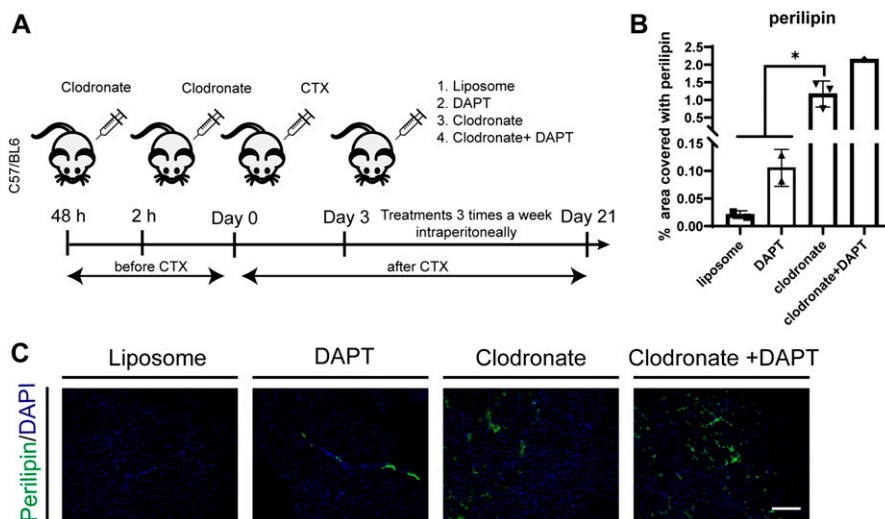 A
Clodronate
Clodronate
CTX
1. Liposome
2. DAPT
3. Clodronate
4. Clodronate+ DAPT
C57/BL6
48 h
2 h
Day 0
Day 3
Treatments 3 times a week
intraperitoneally
Day 21
before CTX
after CTX
B
perilipin
*
% area covered with perilipin
2.5
2.0
1.5
1.0
0.5
0.15
0.10
0.05
0.00
liposome
DAPT
clodronate
clodronate+DAPT
C
Liposome
DAPT
Clodronate
Clodronate +DAPT
Perilipin/DAPI